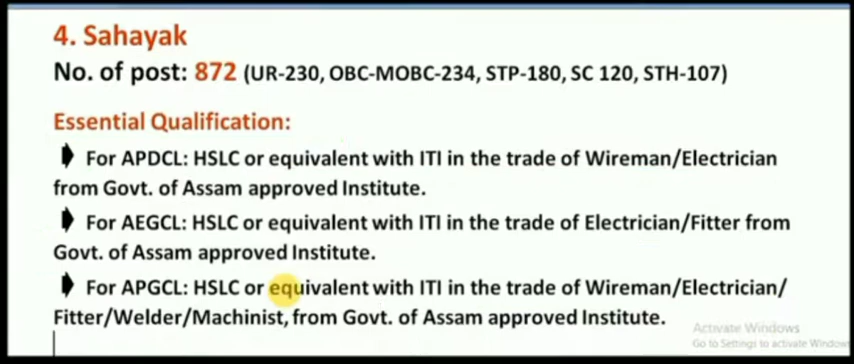 4. Sahayak
No. of post: 872 (UR-230, OBC-MOBC-234, STP-180, SC 120, STH-107)
Essential Qualification:
For APDCL: HSLC or equivalent with ITI in the trade of Wireman/Electrician
from Govt. of Assam approved Institute.
For AEGCL: HSLC or equivalent with ITI in the trade of Electrician/Fitter from
Govt. of Assam approved Institute.
For APGCL: HSLC or equivalent with ITI in the trade of Wireman/Electrician/
Fitter/Welder/Machinist, from Govt. of Assam approved Institute.
Activate Windows
Go to Settings to activate Windows